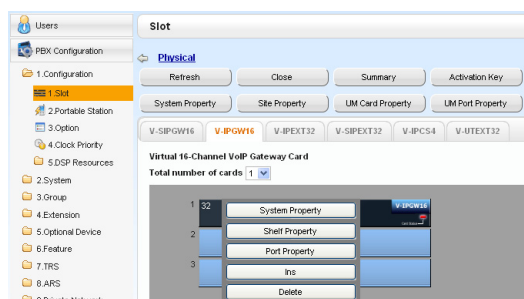 Users
PBX Configuration
1.Configuration
1.Slot
2.Portable Station
3.Option
4.Clock Priority
5.DSP Resources
2.System
3.Group
4.Extension
5.Optional Device
6.Feature
7.TRS
8.ARS
Slot
Physical
Refresh Close Summary Activation Key
System Property Site Property UM Card Property UM Port Property
V-SIPGW16 V-IPGW16 V-IPEXT32 V-SIPEXT32 V-IPCS4 V-UTEXT32
Virtual 16-Channel VoIP Gateway Card
Total number of cards 1
1 32 V-IPGW16
2
3
System Property
Shelf Property
Port Property
Ins
Delete